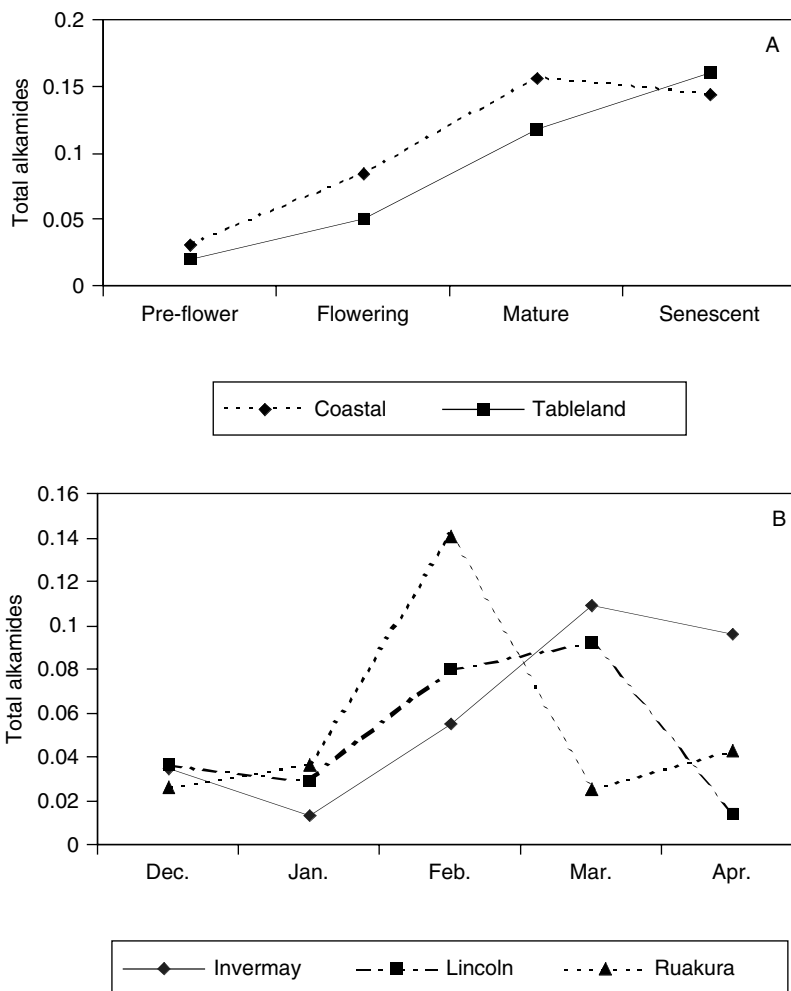 A
Total alkamides
0.2
0.15
0.1
0.05
0
Pre-flower Flowering Mature Senescent
Coastal Tableland
B
Total alkamides
0.16
0.14
0.12
0.1
0.08
0.06
0.04
0.02
0
Dec. Jan. Feb. Mar. Apr.
Invermay Lincoln Ruakura